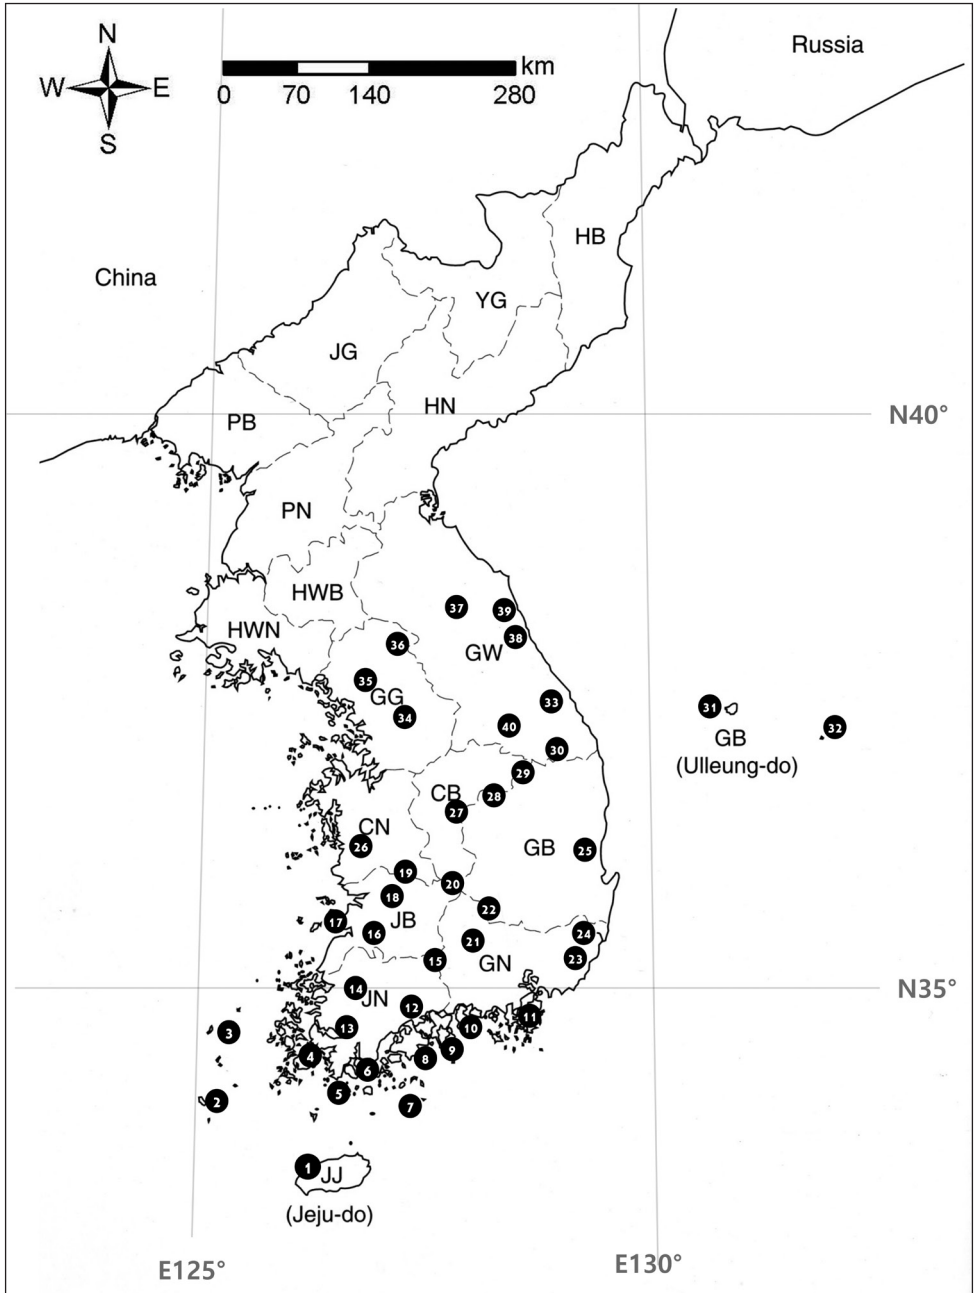 N
W E
S
km
0 70 140 280
Russia
HB
China
YG
JG
HN
PB
N40°
PN
HWB
37
39
HWN
38
36
GW
35
GG
33
31
34
40
32
GB
30
(Ulleung-do)
29
CB
28
27
CN
26
GB
25
19
20
18
22
17
JB
16
24
21
GN
23
15
14
N35°
JN
12
11
13
10
3
9
4
8
6
5
2
7
1
JJ
(Jeju-do)
E125°
E130°